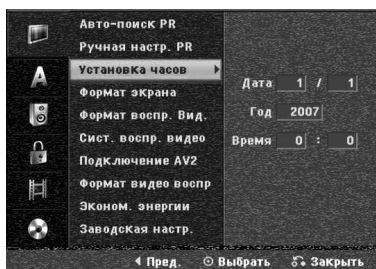 Авто-поиск PR
Ручная настр. PR
Установка часов
Формат экрана
Формат воспр. Вид.
Сист. воспр. видео
Подключение AV2
Формат видео воспр
Эконом. энергии
Заводская настр.
Дата 1 / 1
Год 2007
Время 0 : 0
Пред. Выбрать Закрыть